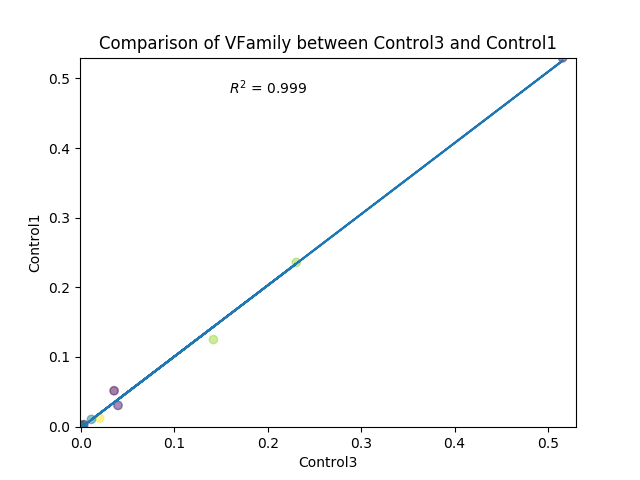 Comparison of VFamily between Control3 and Control1
R² = 0.999
Control1
0.5
0.4
0.3
0.2
0.1
0.0
0.0 0.1 0.2 0.3 0.4 0.5
Control3